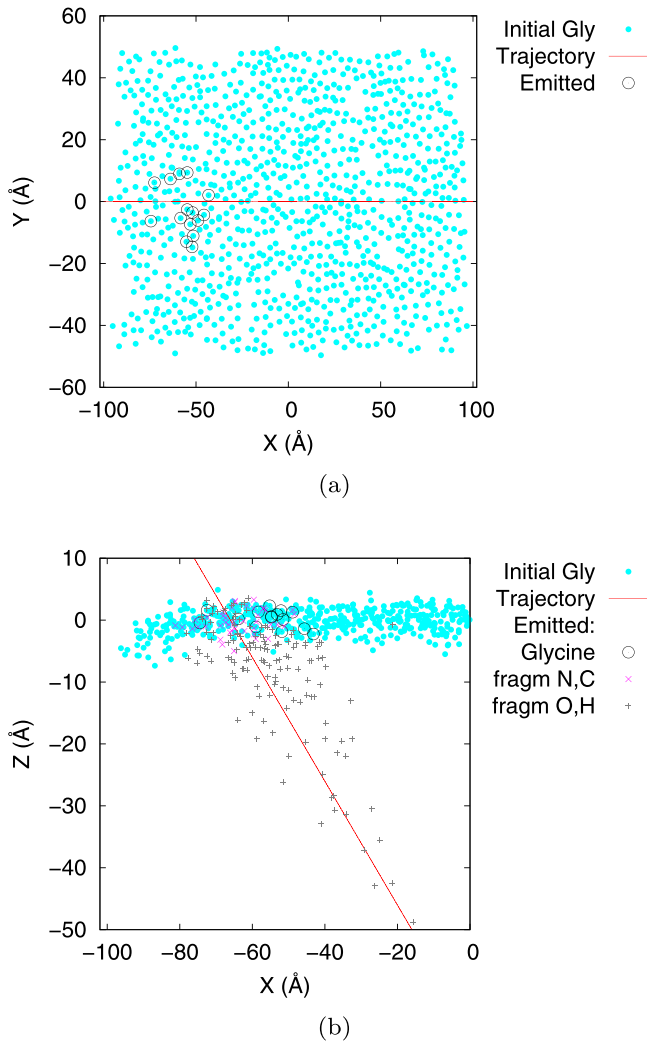 60
40
20
0
−20
−40
−60
Y (Å)
−100 −50 0 50 100
X (Å)
Initial Gly
Trajectory
Emitted
(a)
10
0
−10
−20
−30
−40
−50
Z (Å)
−100 −80 −60 −40 −20 0
X (Å)
Initial Gly
Trajectory
Emitted:
Glycine
fragm N,C
fragm O,H
(b)